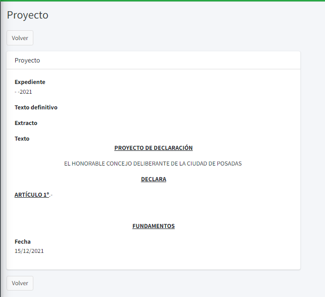 Proyecto
Volver
Proyecto
Expediente
- -2021
Texto definitivo
Extracto
Texto
PROYECTO DE DECLARACIÓN
EL HONORABLE CONCEJO DELIBERANTE DE LA CIUDAD DE POSADAS
DECLARA
ARTÍCULO 1°.-
FUNDAMENTOS
Fecha
15/12/2021
Volver